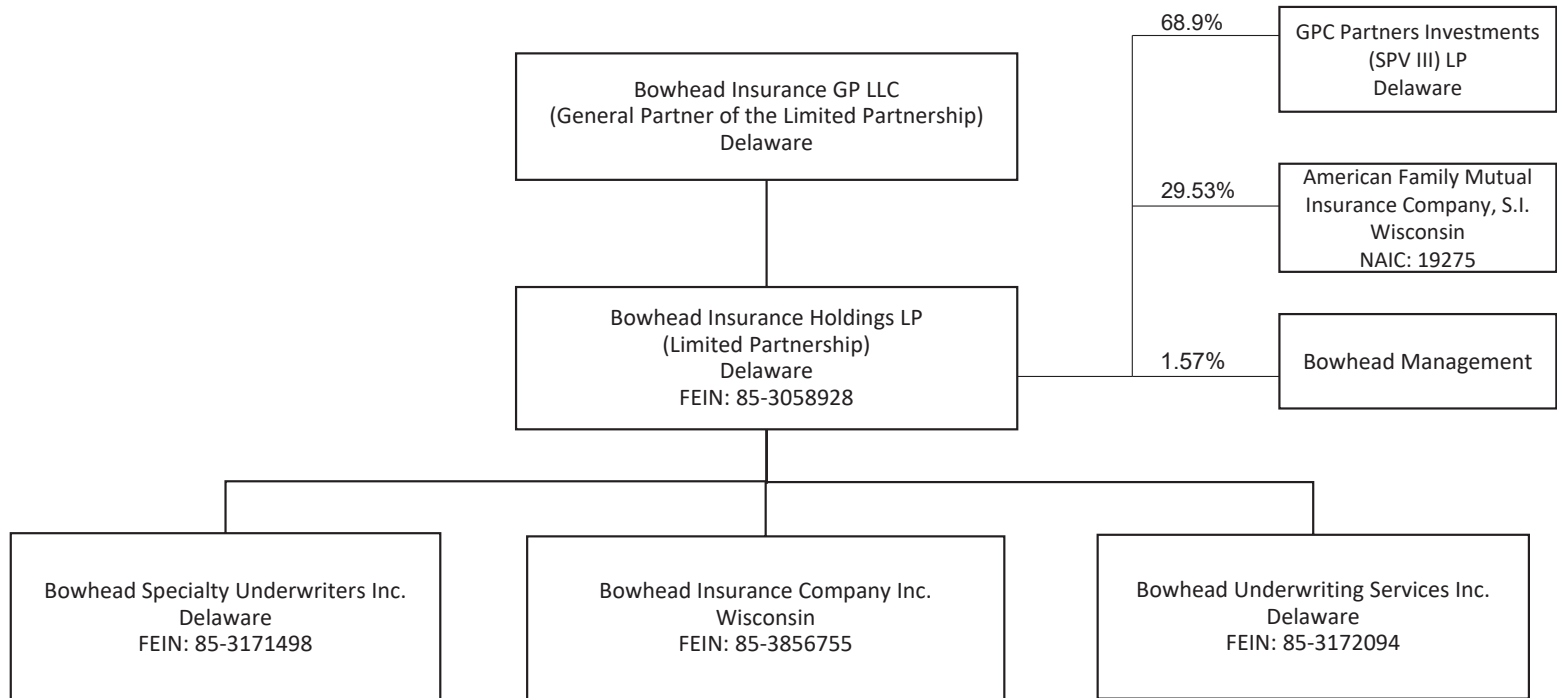 68.9%
GPC Partners Investments
(SPV III) LP
Delaware
Bowhead Insurance GP LLC
(General Partner of the Limited Partnership)
Delaware
29.53%
American Family Mutual
Insurance Company, S.I.
Wisconsin
NAIC: 19275
Bowhead Insurance Holdings LP
(Limited Partnership)
Delaware
FEIN: 85-3058928
1.57%
Bowhead Management
Bowhead Specialty Underwriters Inc.
Delaware
FEIN: 85-3171498
Bowhead Insurance Company Inc.
Wisconsin
FEIN: 85-3856755
Bowhead Underwriting Services Inc.
Delaware
FEIN: 85-3172094